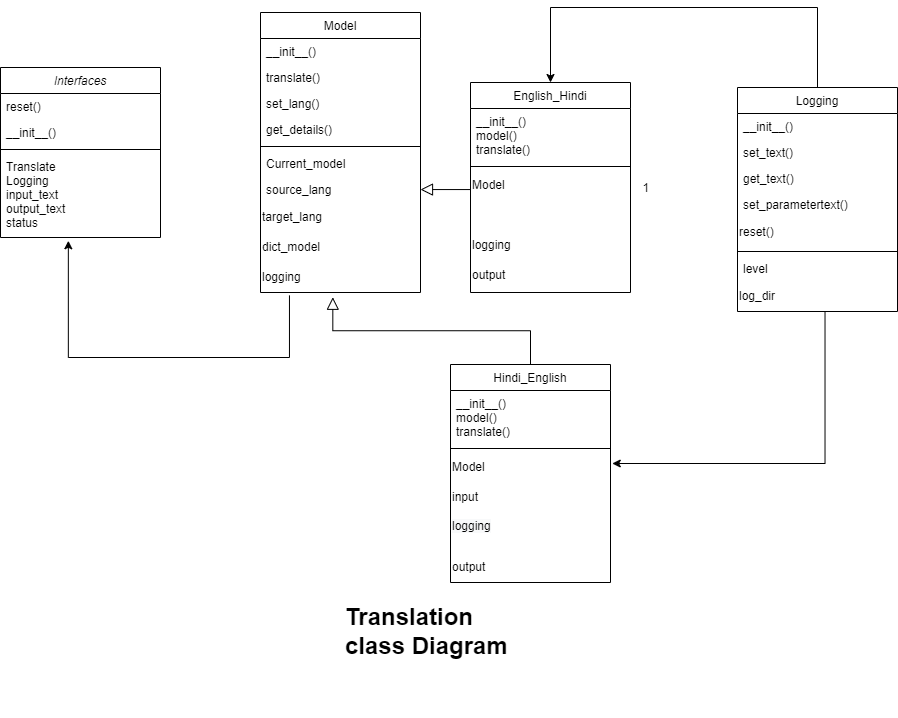 Interfaces
reset()
__init__()
Translate
Logging
input_text
output_text
status
Model
__init__()
translate()
set_lang()
get_details()
Current_model
source_lang
target_lang
dict_model
logging
English_Hindi
__init__()
model()
translate()
Model
logging
output
1
Logging
__init__()
set_text()
get_text()
set_parametertext()
reset()
level
log_dir
Hindi_English
__init__()
model()
translate()
Model
input
logging
output
Translation
class Diagram